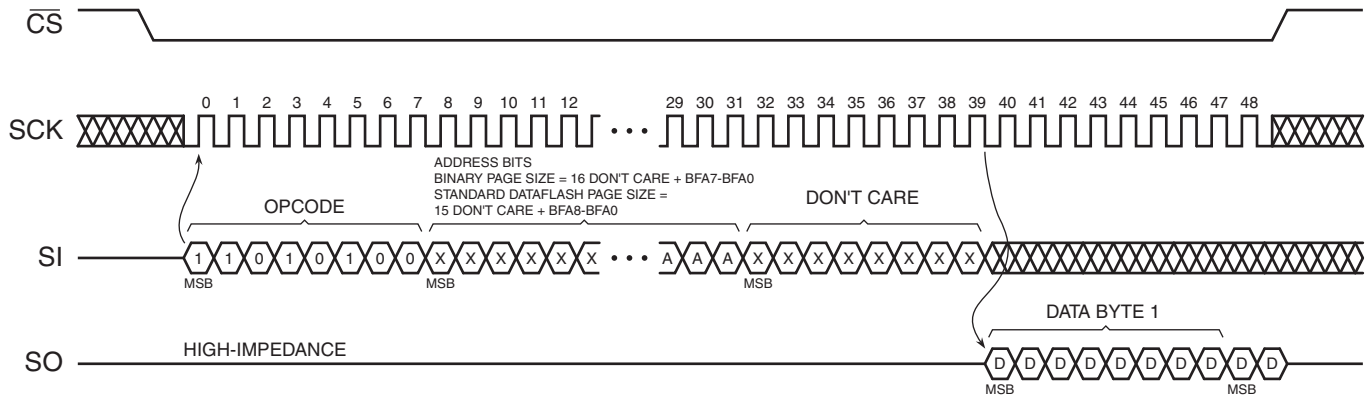 CS
SCK
0 1 2 3 4 5 6 7 8 9 10 11 12 29 30 31 32 33 34 35 36 37 38 39 40 41 42 43 44 45 46 47 48
ADDRESS BITS
BINARY PAGE SIZE = 16 DON'T CARE + BFA7-BFA0
STANDARD DATAFLASH PAGE SIZE =
15 DON'T CARE + BFA8-BFA0
OPCODE
DON'T CARE
SI
1 1 0 1 0 1 0 0 X X X X X X A A A X X X X X X X X
MSB MSB MSB
DATA BYTE 1
SO
HIGH-IMPEDANCE
D D D D D D D D D D
MSB MSB